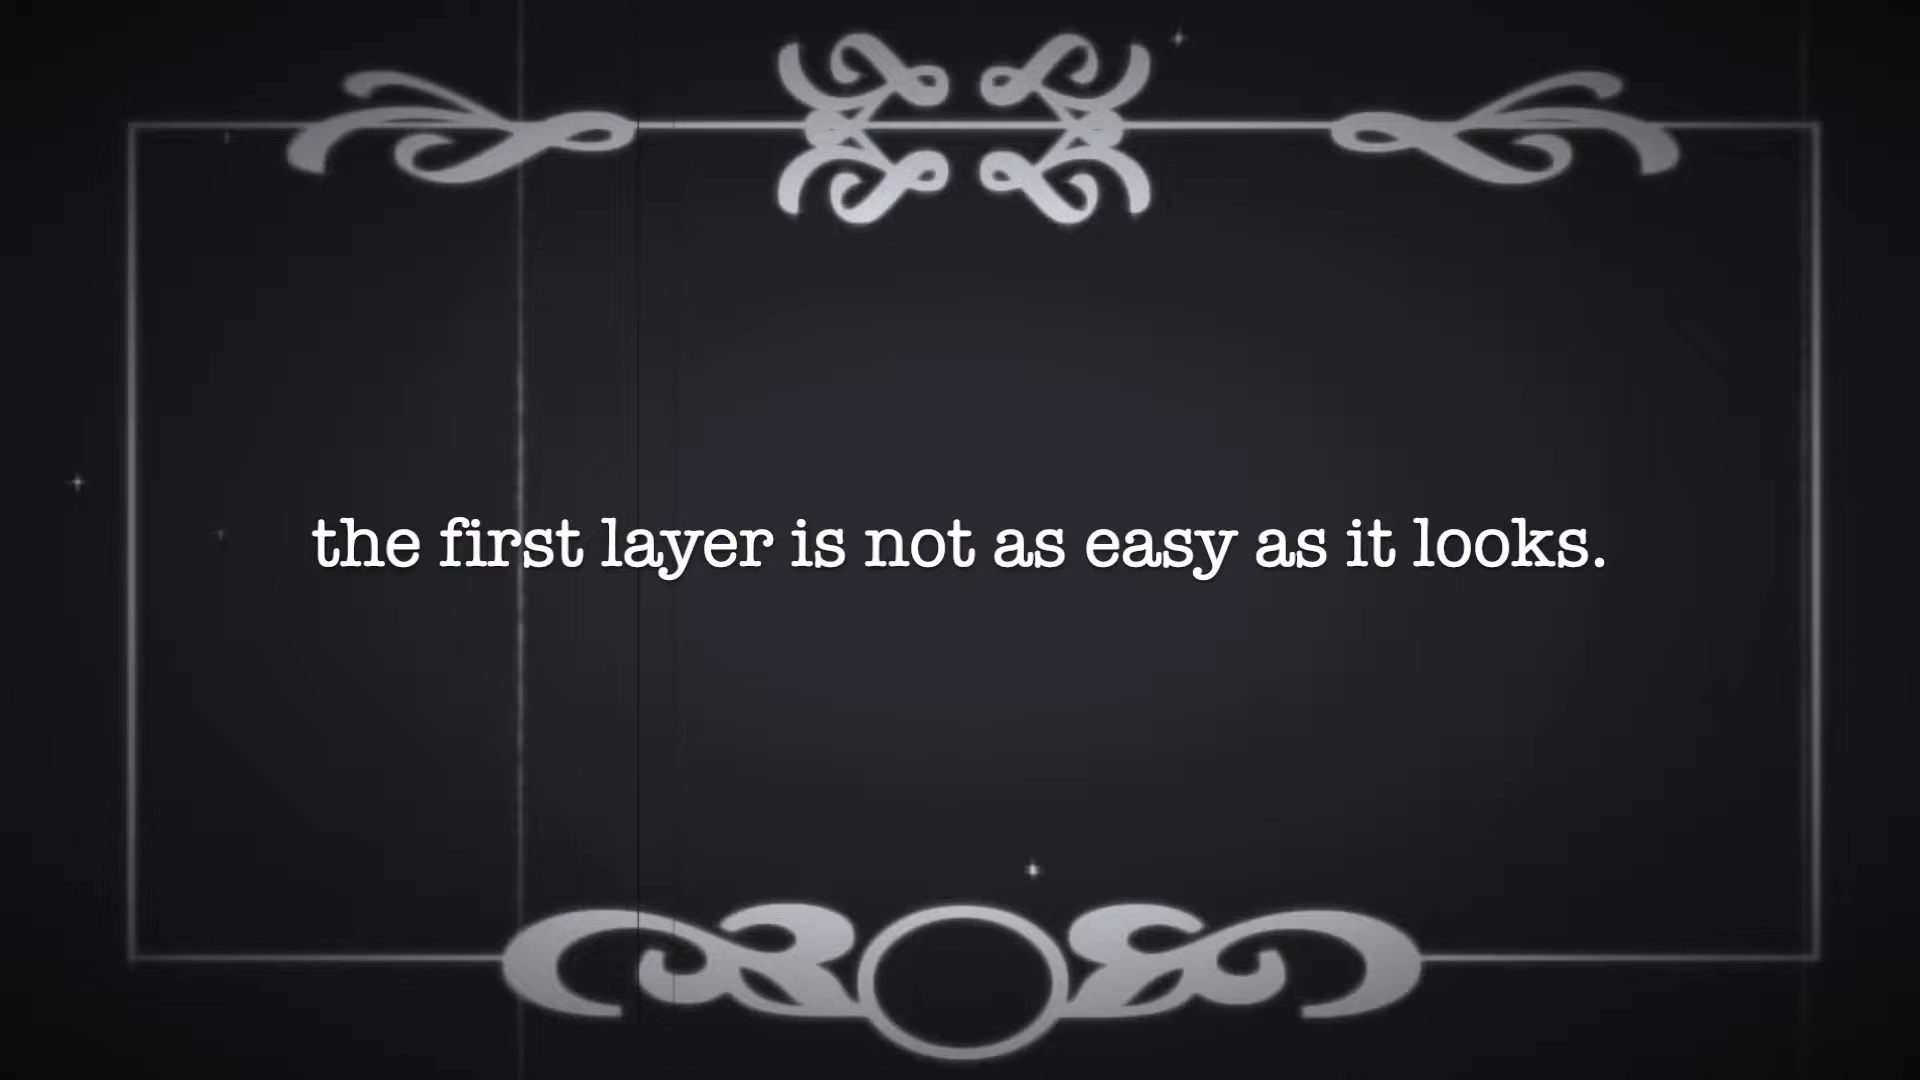 the first layer is not as easy as it looks.